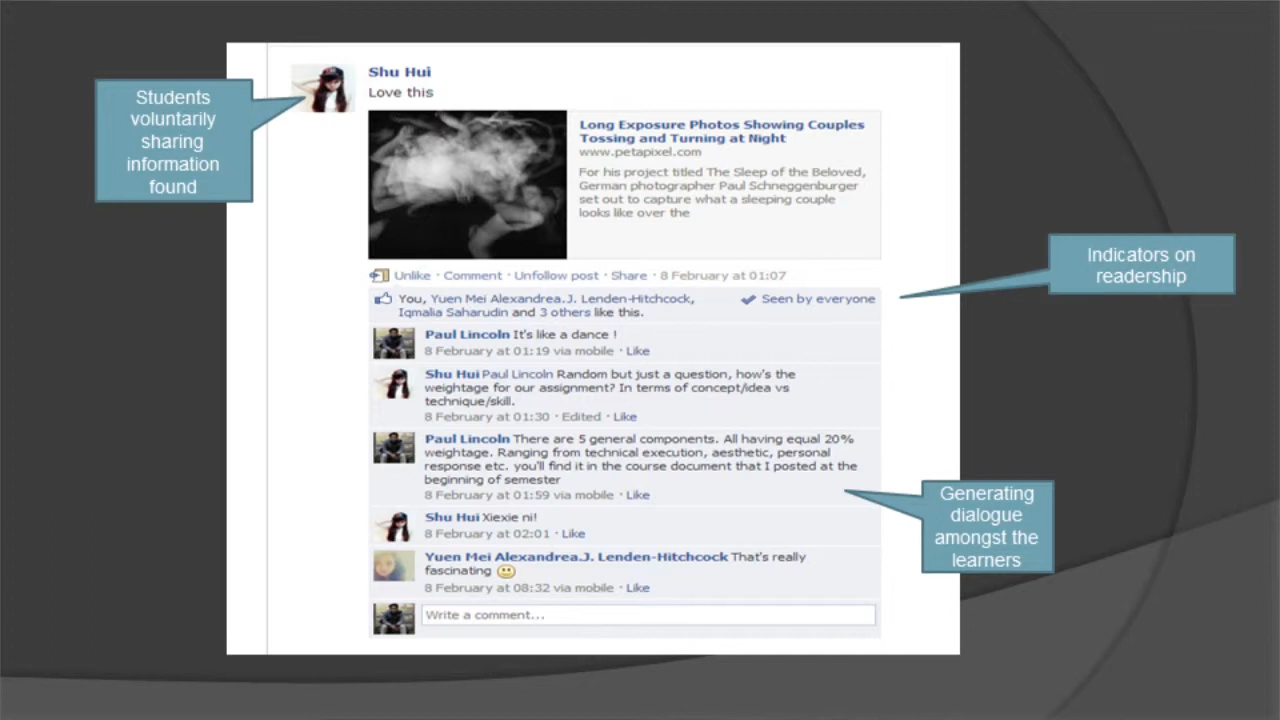 Students
voluntarily
sharing
information
found
Shu Hui
Love this
Long Exposure Photos Showing Couples
Tossing and Turning at Night
www.petapixel.com
For his project titled The Sleep of the Beloved,
German photographer Paul Schneggenburger
set out to capture what a sleeping couple
looks like over the
Unlike · Comment · Unfollow post · Share · 8 February at 01:07
Indicators on
readership
You, Yuen Mei Alexandrea.J. Lenden-Hitchcock,
Iqmalia Saharudin and 3 others like this.
Seen by everyone
Paul Lincoln It's like a dance !
8 February at 01:19 via mobile · Like
Shu Hui Paul Lincoln Random but just a question, how's the
weightage for our assignment? In terms of concept/idea vs
technique/skill.
8 February at 01:30 · Edited · Like
Paul Lincoln There are 5 general components. All having equal 20%
weightage. Ranging from technical execution, aesthetic, personal
response etc. you'll find it in the course document that I posted at the
beginning of semester
8 February at 01:59 via mobile · Like
Generating
dialogue
amongst the
learners
Shu Hui Xiexie ni!
8 February at 02:01 · Like
Yuen Mei Alexandrea.J. Lenden-Hitchcock That's really
fascinating
8 February at 08:32 via mobile · Like
Write a comment...